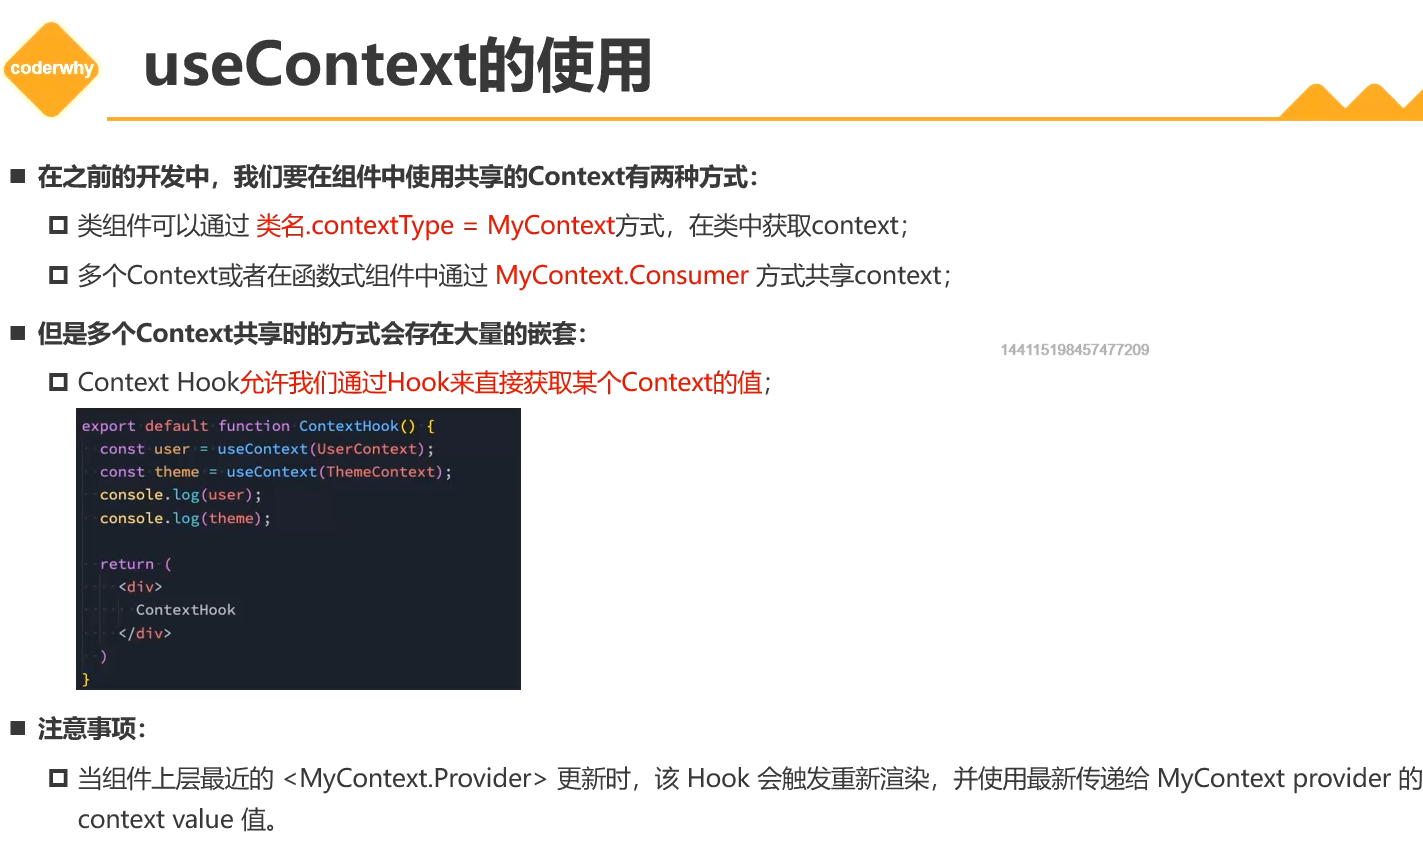 coderwhy
useContext的使用
在之前的开发中，我们要在组件中使用共享的Context有两种方式：
类组件可以通过 类名.contextType = MyContext方式，在类中获取context；
多个Context或者在函数式组件中通过 MyContext.Consumer 方式共享context；
但是多个Context共享时的方式会存在大量的嵌套：
144115198457477209
Context Hook允许我们通过Hook来直接获取某个Context的值；
export default function ContextHook() {
  const user = useContext(UserContext);
  const theme = useContext(ThemeContext);
  console.log(user);
  console.log(theme);
  return (
    <div>
      ContextHook
    </div>
  )
}
注意事项：
当组件上层最近的 <MyContext.Provider> 更新时，该 Hook 会触发重新渲染，并使用最新传递给 MyContext provider 的
context value 值。